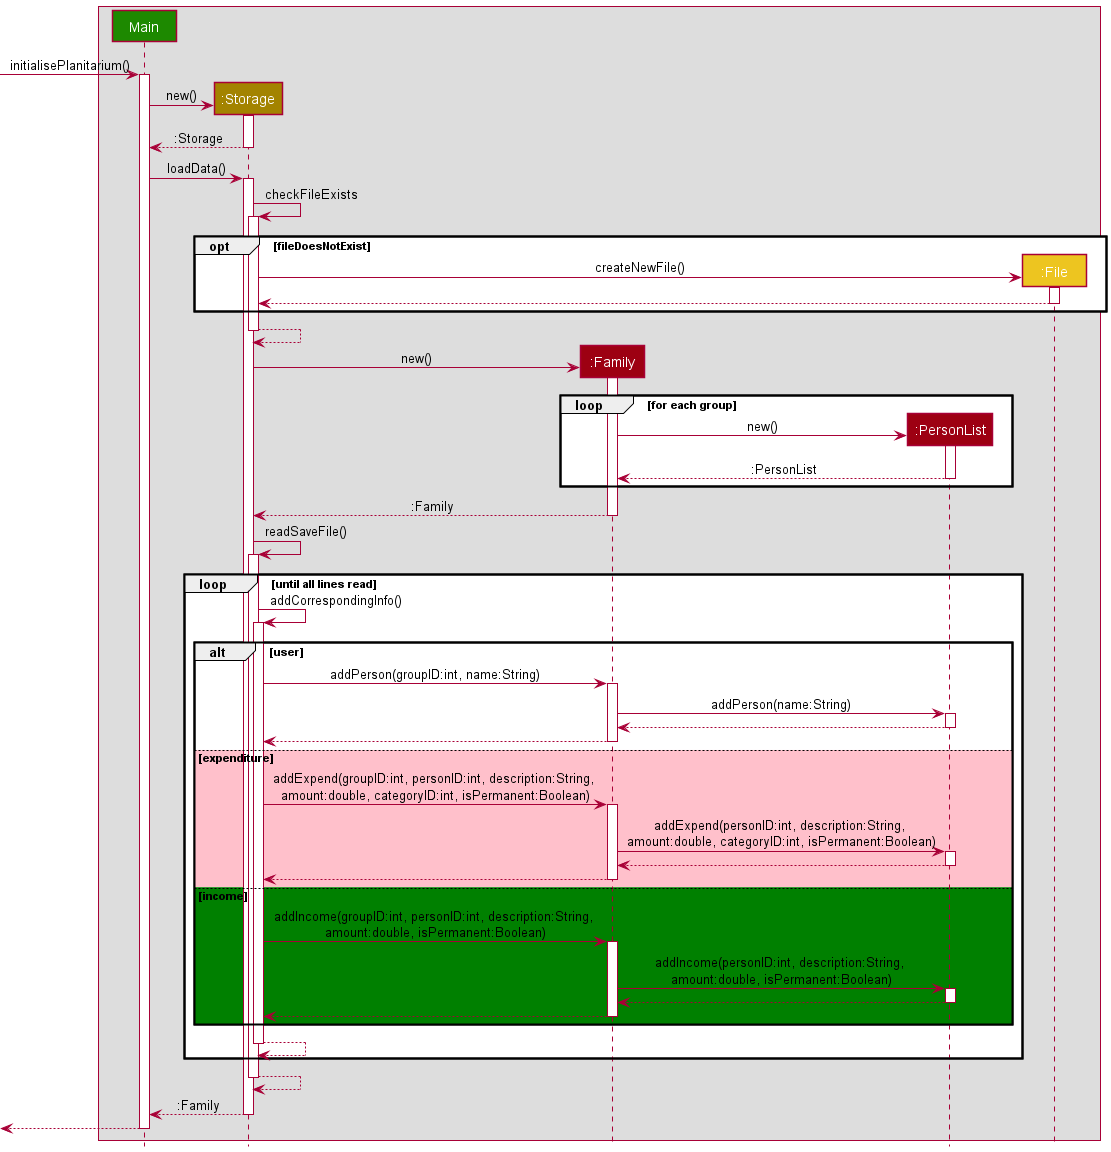 Main
initialisePlanitarium()
new()
:Storage
:Storage
loadData()
checkFileExists
opt
[fileDoesNotExist]
createNewFile()
:File
new()
:Family
loop
[for each group]
new()
:PersonList
:PersonList
:Family
readSaveFile()
loop
[until all lines read]
addCorrespondingInfo()
alt
[user]
addPerson(groupID:int, name:String)
addPerson(name:String)
[expenditure]
addExpend(groupID:int, personID:int, description:String,
amount:double, categoryID:int, isPermanent:Boolean)
addExpend(personID:int, description:String,
amount:double, categoryID:int, isPermanent:Boolean)
[income]
addIncome(groupID:int, personID:int, description:String,
amount:double, isPermanent:Boolean)
addIncome(personID:int, description:String,
amount:double, isPermanent:Boolean)
:Family